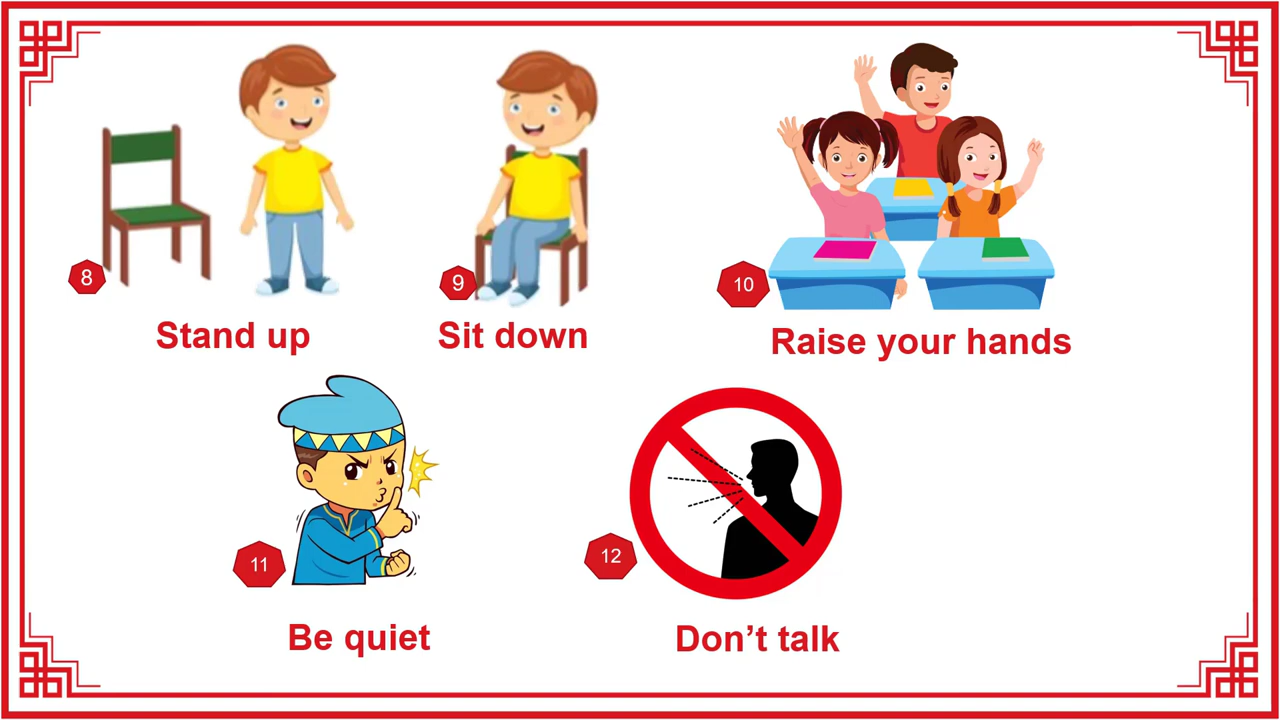 8
Stand up
9
Sit down
10
Raise your hands
11
Be quiet
12
Don’t talk